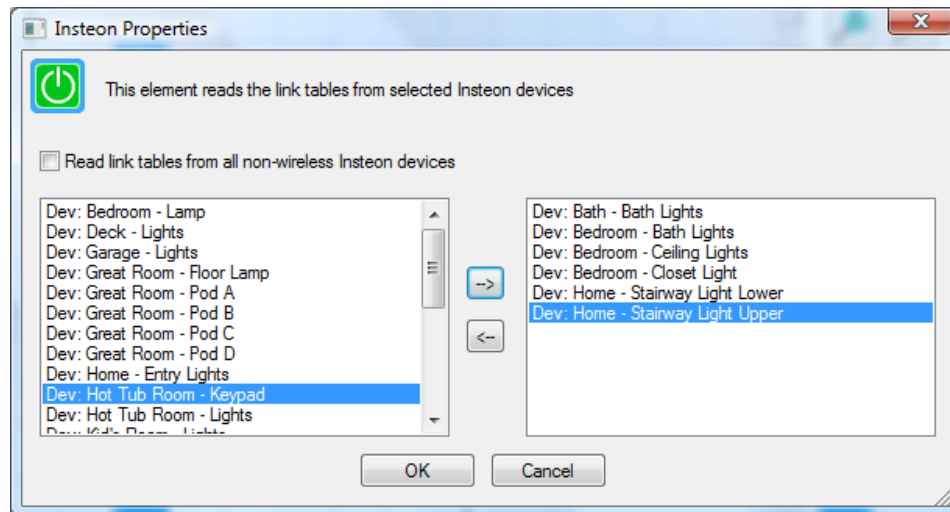 Insteon Properties
This element reads the link tables from selected Insteon devices
Read link tables from all non-wireless Insteon devices
Dev: Bedroom - Lamp
Dev: Deck - Lights
Dev: Garage - Lights
Dev: Great Room - Floor Lamp
Dev: Great Room - Pod A
Dev: Great Room - Pod B
Dev: Great Room - Pod C
Dev: Great Room - Pod D
Dev: Home - Entry Lights
Dev: Hot Tub Room - Keypad
Dev: Hot Tub Room - Lights
Dev: Kid's Room - Lights
-->
<--
Dev: Bath - Bath Lights
Dev: Bedroom - Bath Lights
Dev: Bedroom - Ceiling Lights
Dev: Bedroom - Closet Light
Dev: Home - Stairway Light Lower
Dev: Home - Stairway Light Upper
OK
Cancel